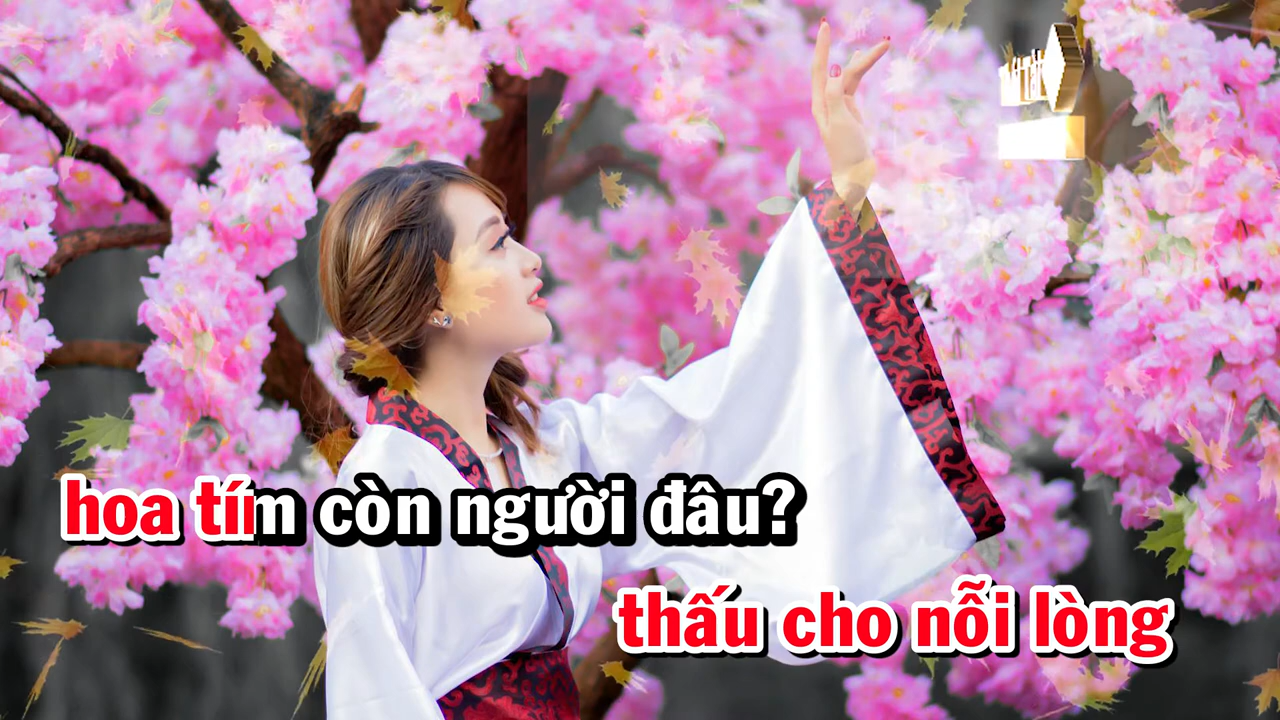 hoa tím còn người đâu?
thấu cho nỗi lòng